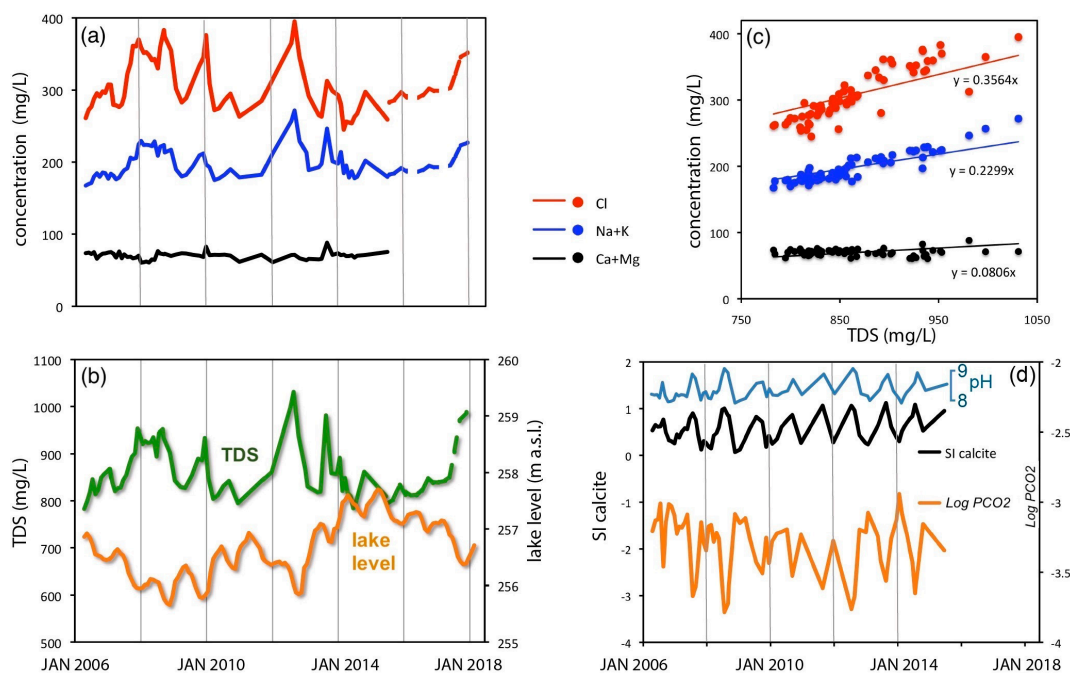 (a)
concentration (mg/L)
400
300
200
100
0
Cl
Na+K
Ca+Mg
(c)
concentration (mg/L)
400
300
200
100
0
y = 0.3564x
y = 0.2299x
y = 0.0806x
750
850
950
1050
TDS (mg/L)
(b)
TDS (mg/L)
1100
1000
900
800
700
600
500
TDS
lake
level
260
259
258
257
256
255
lake level (m a.s.l.)
JAN 2006
JAN 2010
JAN 2014
JAN 2018
(d)
SI calcite
2
1
0
-1
-2
-3
-4
9
pH
8
SI calcite
Log PCO2
-2
-2.5
-3
-3.5
-4
Log PCO2
JAN 2006
JAN 2010
JAN 2014
JAN 2018